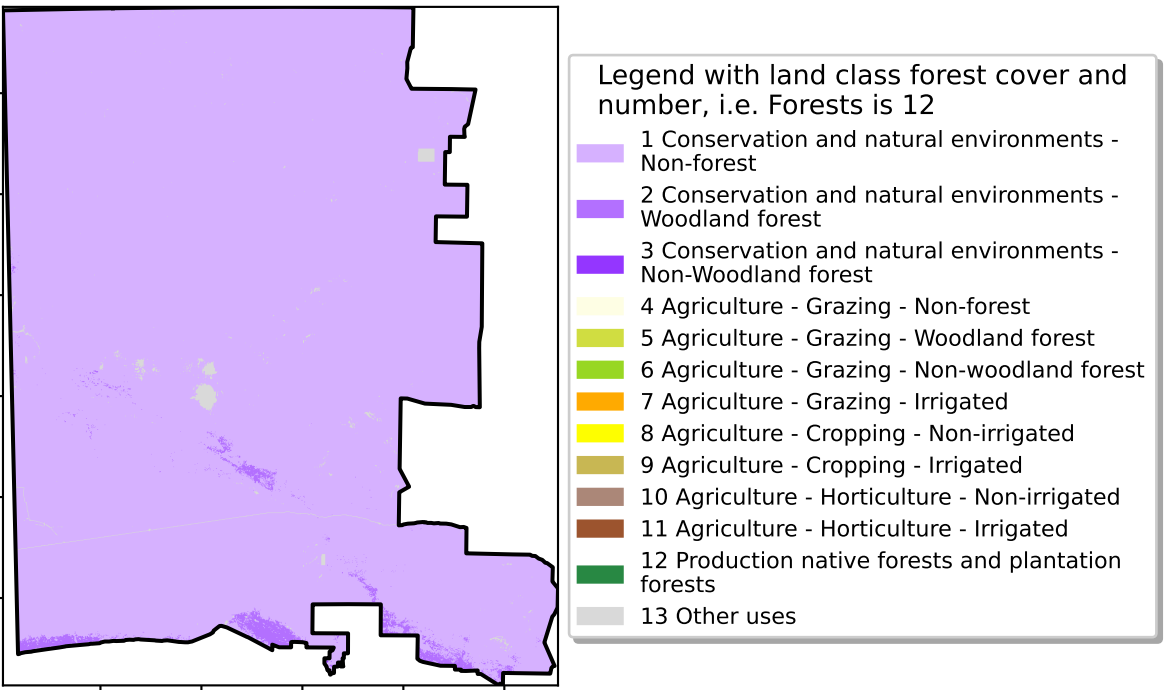 Legend with land class forest cover and
number, i.e. Forests is 12
1 Conservation and natural environments -
Non-forest
2 Conservation and natural environments -
Woodland forest
3 Conservation and natural environments -
Non-Woodland forest
4 Agriculture - Grazing - Non-forest
5 Agriculture - Grazing - Woodland forest
6 Agriculture - Grazing - Non-woodland forest
7 Agriculture - Grazing - Irrigated
8 Agriculture - Cropping - Non-irrigated
9 Agriculture - Cropping - Irrigated
10 Agriculture - Horticulture - Non-irrigated
11 Agriculture - Horticulture - Irrigated
12 Production native forests and plantation
forests
13 Other uses